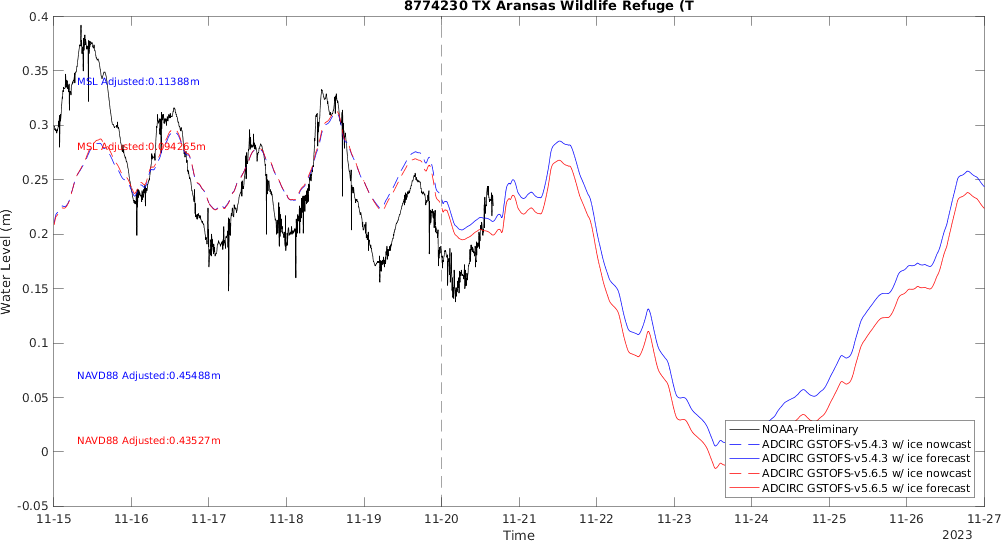 8774230 TX Aransas Wildlife Refuge (T
0.4
0.35
MSL Adjusted:0.11388m
0.3
MSL Adjusted:0.094265m
0.25
0.2
Water Level (m)
0.15
0.1
NAVD88 Adjusted:0.45488m
0.05
NAVD88 Adjusted:0.43527m
0
-0.05
NOAA-Preliminary
ADCIRC GSTOFS-v5.4.3 w/ ice nowcast
ADCIRC GSTOFS-v5.4.3 w/ ice forecast
ADCIRC GSTOFS-v5.6.5 w/ ice nowcast
ADCIRC GSTOFS-v5.6.5 w/ ice forecast
11-15 11-16 11-17 11-18 11-19 11-20 11-21 11-22 11-23 11-24 11-25 11-26 11-27
Time
2023